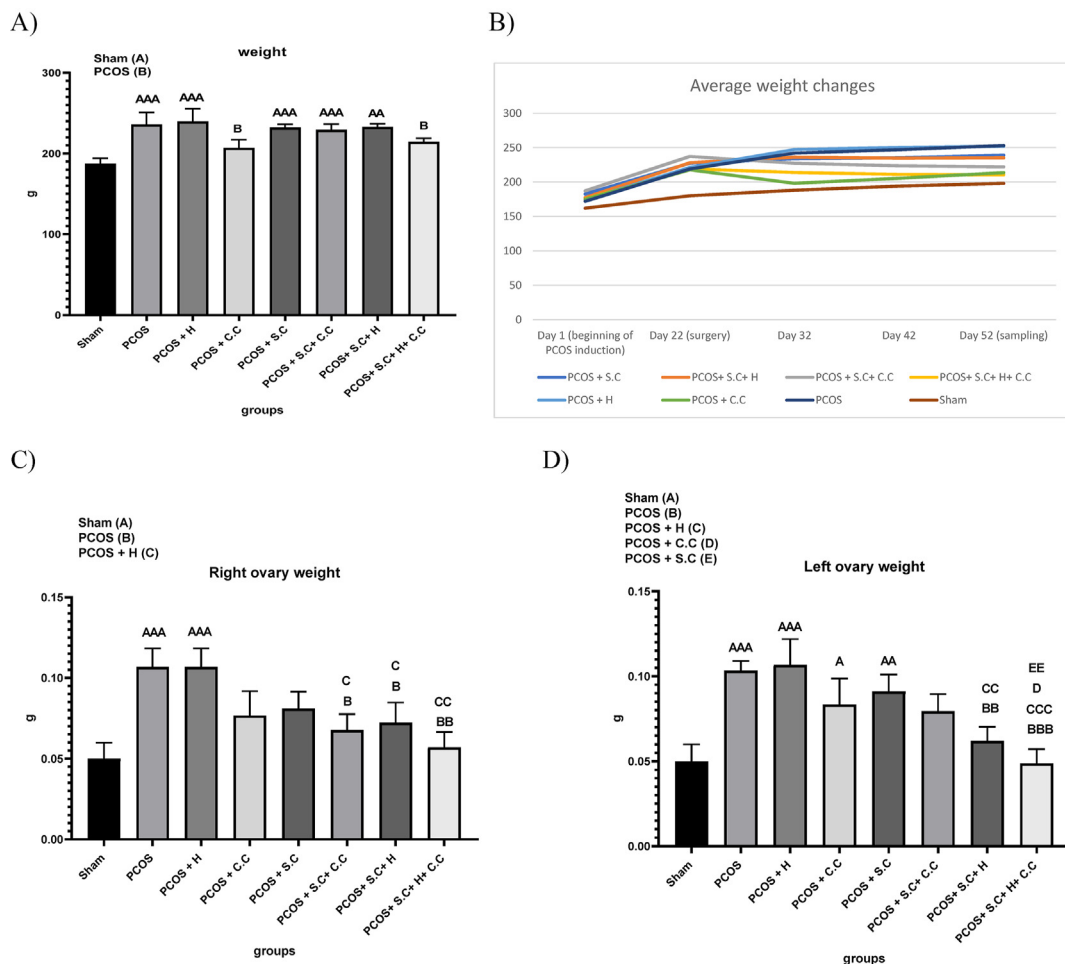 A)
Sham (A)
PCOS (B)
weight
AAA AAA B AAA AAA AA B
300
200
100
0
g
Sham
PCOS
PCOS + H
PCOS + C.C
PCOS + S.C
PCOS + S.C+ C.C
PCOS+ S.C+ H
PCOS+ S.C+ H+ C.C
groups
B)
Average weight changes
300
250
200
150
100
50
0
Day 1 (beginning of PCOS induction)
Day 22 (surgery)
Day 32
Day 42
Day 52 (sampling)
PCOS + S.C
PCOS+ S.C+ H
PCOS + S.C+ C.C
PCOS+ S.C+ H+ C.C
PCOS + H
PCOS + C.C
PCOS
Sham
C)
Sham (A)
PCOS (B)
PCOS + H (C)
Right ovary weight
AAA AAA
C
B
C
B
CC
BB
0.15
0.10
0.05
0.00
g
Sham
PCOS
PCOS + H
PCOS + C.C
PCOS + S.C
PCOS + S.C+ C.C
PCOS+ S.C+ H
PCOS+ S.C+ H+ C.C
groups
D)
Sham (A)
PCOS (B)
PCOS + H (C)
PCOS + C.C (D)
PCOS + S.C (E)
Left ovary weight
AAA AAA A AA
CC
BB
EE
D
CCC
BBB
0.15
0.10
0.05
0.00
g
Sham
PCOS
PCOS + H
PCOS + C.C
PCOS + S.C
PCOS + S.C+ C.C
PCOS+ S.C+ H
PCOS+ S.C+ H+ C.C
groups